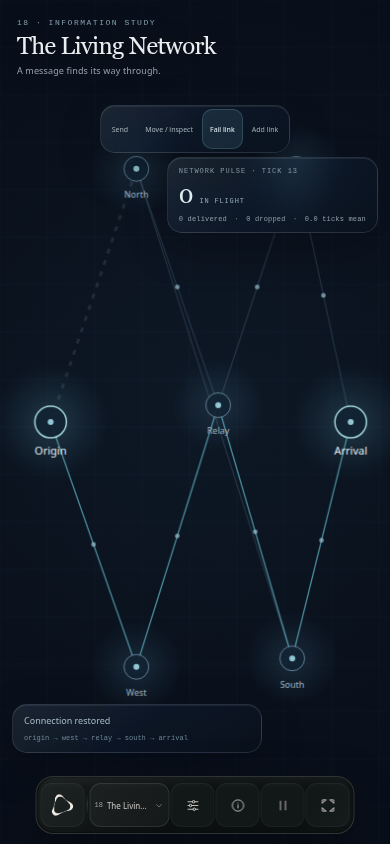 18 · INFORMATION STUDY
The Living Network
A message finds its way through.
Send
Move / inspect
Fail link
Add link
NETWORK PULSE · TICK 13
0 IN FLIGHT
0 delivered · 0 dropped · 0.0 ticks mean
North
Relay
Origin
Arrival
West
South
Connection restored
origin → west → relay → south → arrival
18 The Livin...